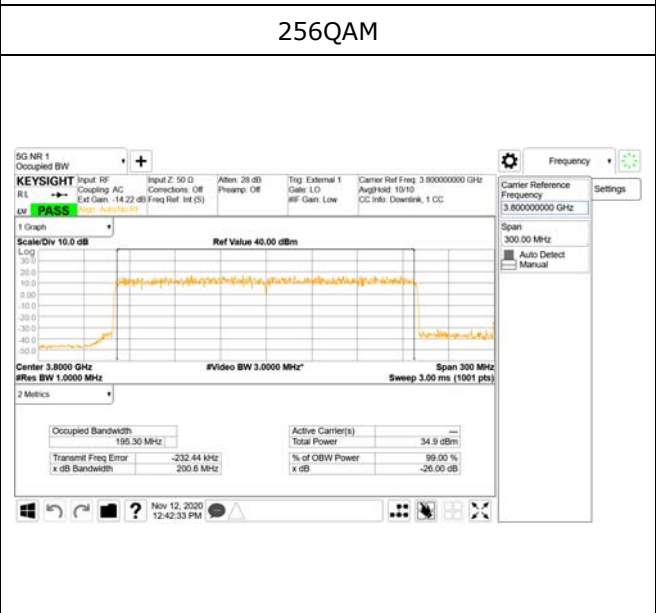 256QAM
5G NR 1
Occupied BW
Frequency
KEYSIGHT Input: RF Input Z: 50 Ω Atten: 28 dB Trig: External 1 Carrier Ref Freq: 3.800000000 GHz
RL Coupling: AC Corrections: Off Preamp: Off Gate: LO Avg|Hold: 10/10
Ext Gain: -14.22 dB Freq Ref: Int (S) #IF Gain: Low CC Info: Downlink, 1 CC
PASS Align: Auto/No RF
Carrier Reference
Frequency
3.800000000 GHz
Settings
Span
300.00 MHz
Auto Detect
Manual
1 Graph
Scale/Div 10.0 dB Ref Value 40.00 dBm
Log
30.0
20.0
10.0
0.00
-10.0
-20.0
-30.0
-40.0
-50.0
Center 3.8000 GHz #Video BW 3.0000 MHz* Span 300 MHz
#Res BW 1.0000 MHz Sweep 3.00 ms (1001 pts)
2 Metrics
Occupied Bandwidth Active Carrier(s) ---
195.30 MHz Total Power 34.9 dBm
Transmit Freq Error -232.44 kHz % of OBW Power 99.00 %
x dB Bandwidth 200.6 MHz x dB -26.00 dB
? Nov 12, 2020
12:42:33 PM